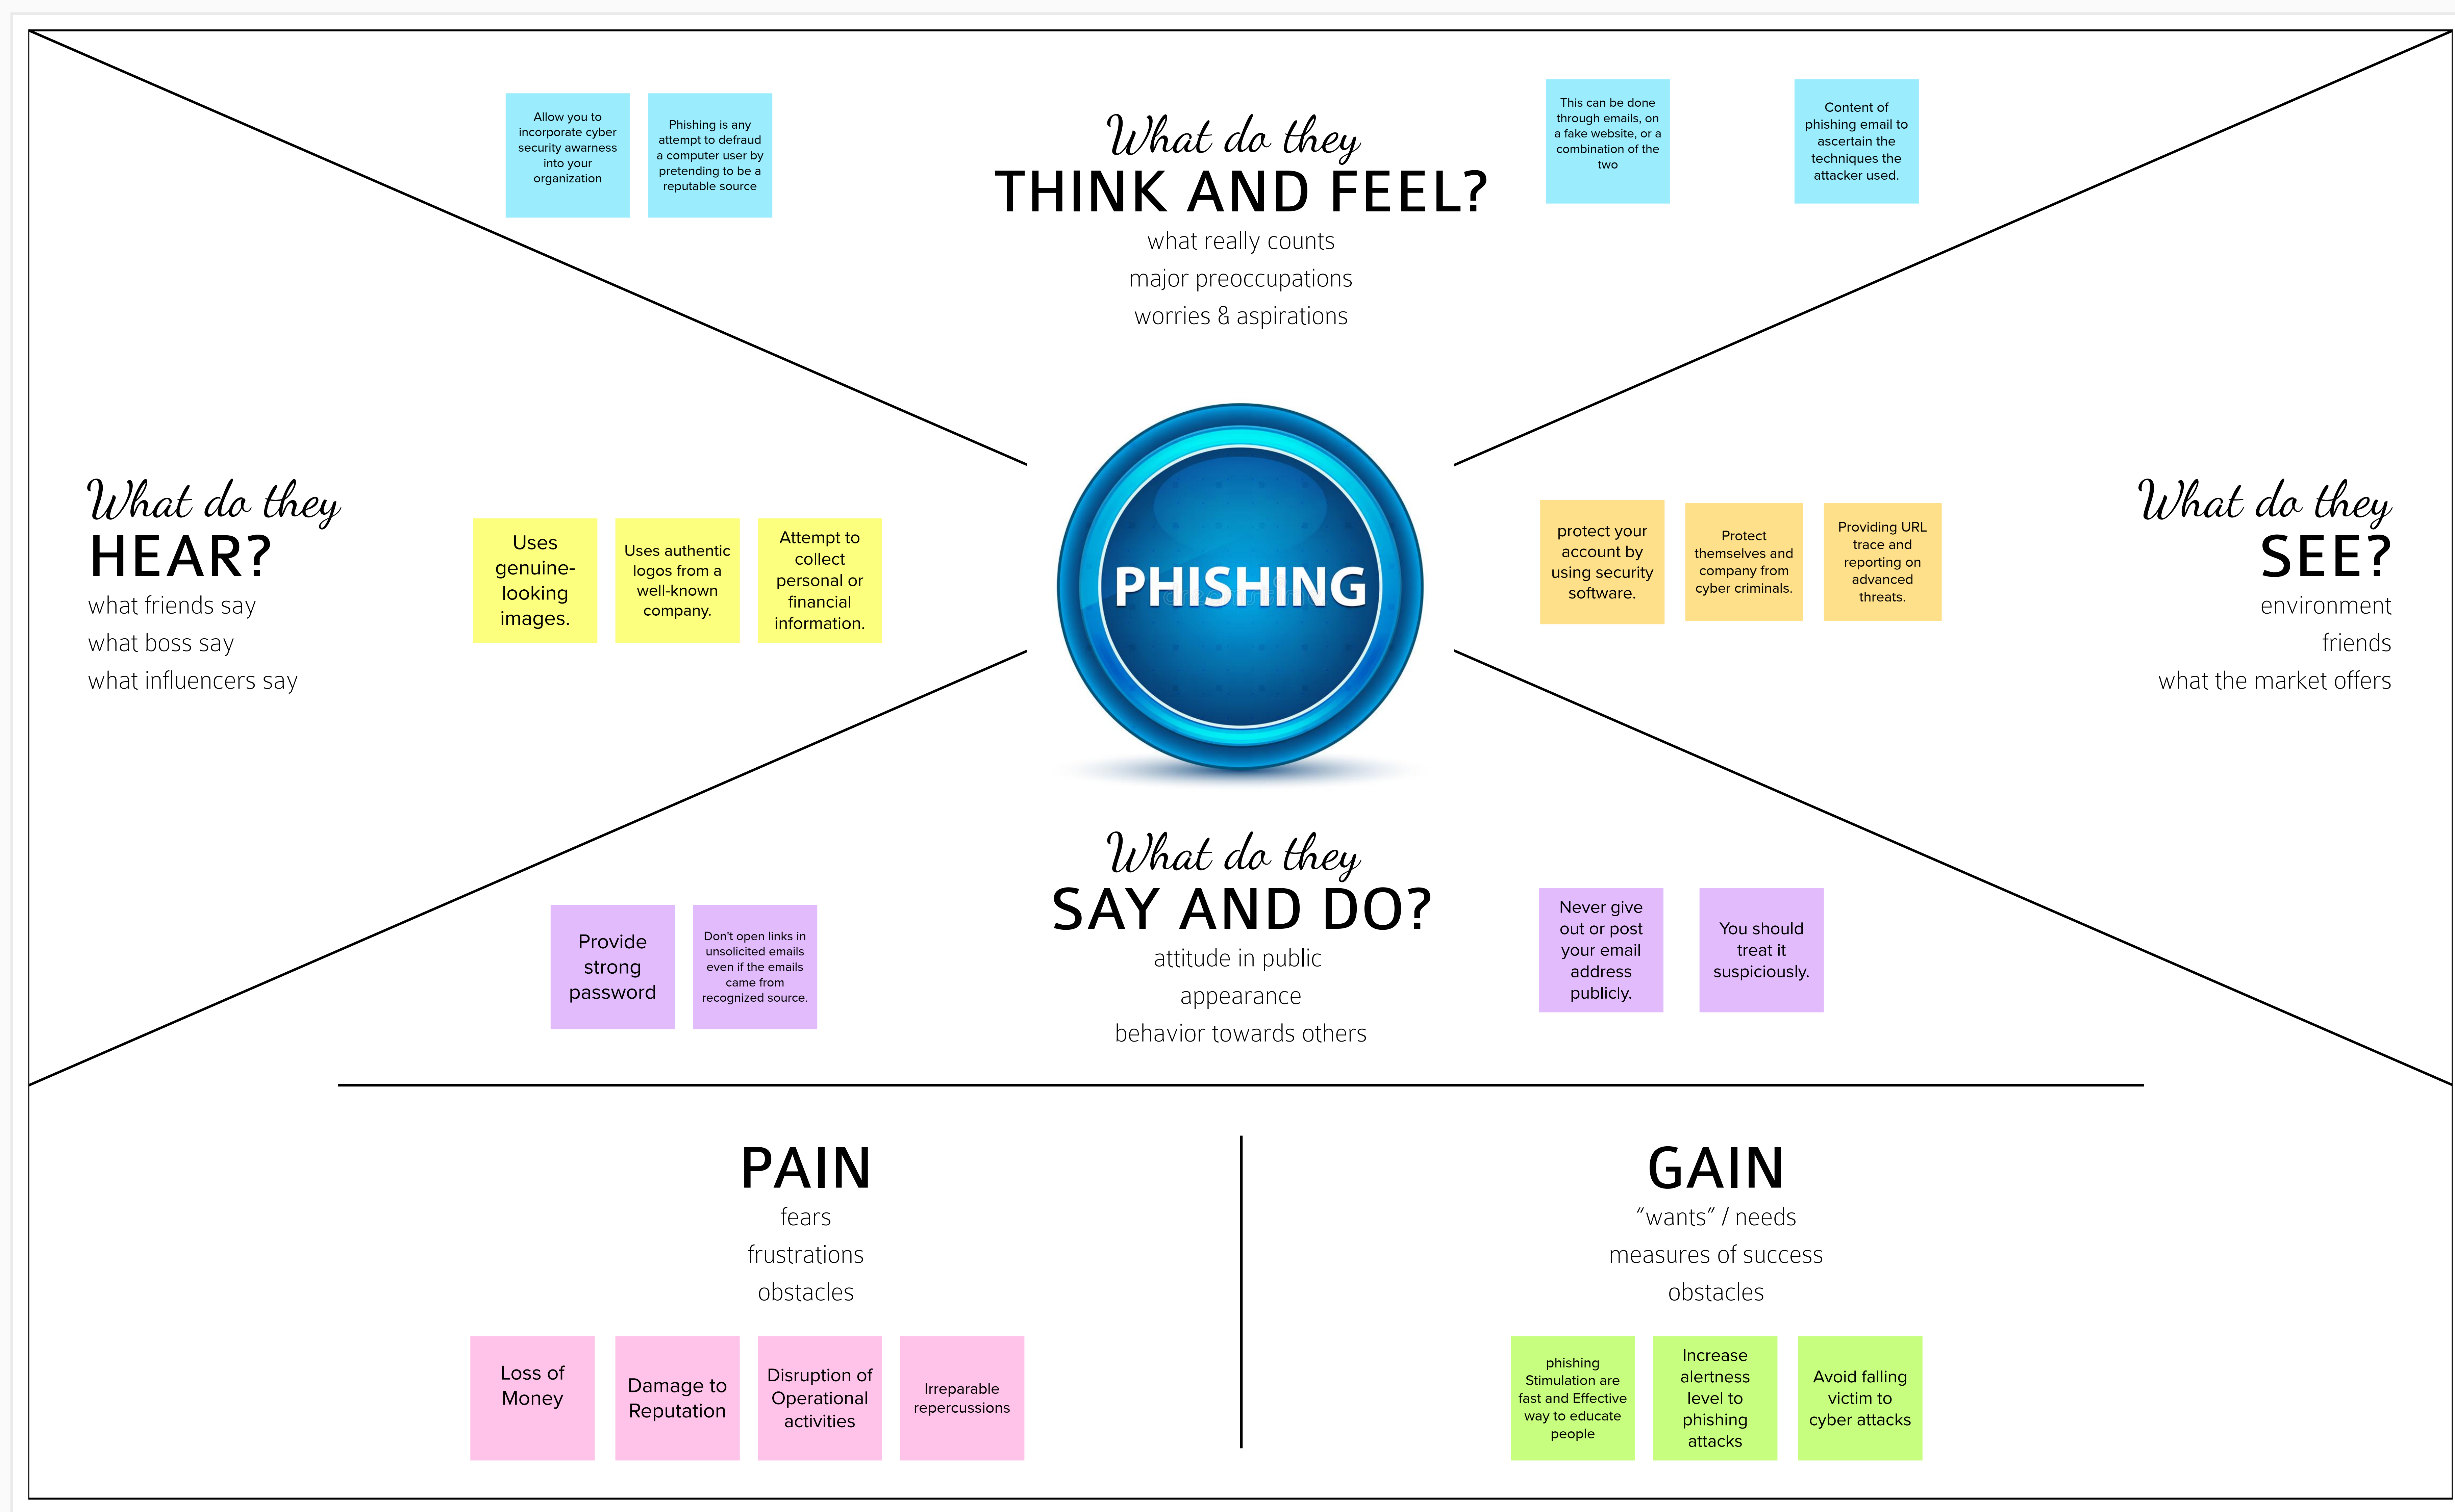 Allow you to
incorporate cyber
security awarness
into your
organization
Phishing is any
attempt to defraud
a computer user by
pretending to be a
reputable source
What do they
THINK AND FEEL?
what really counts
major preoccupations
worries & aspirations
This can be done
through emails, on
a fake website, or a
combination of the
two
Content of
phishing email to
ascertain the
techniques the
attacker used.
What do they
HEAR?
what friends say
what boss say
what influencers say
Uses
genuine-
looking
images.
Uses authentic
logos from a
well-known
company.
Attempt to
collect
personal or
financial
information.
PHISHING
protect your
account by
using security
software.
Protect
themselves and
company from
cyber criminals.
Providing URL
trace and
reporting on
advanced
threats.
What do they
SEE?
environment
friends
what the market offers
Provide
strong
password
Don't open links in
unsolicited emails
even if the emails
came from
recognized source.
What do they
SAY AND DO?
attitude in public
appearance
behavior towards others
Never give
out or post
your email
address
publicly.
You should
treat it
suspiciously.
PAIN
fears
frustrations
obstacles
Loss of
Money
Damage to
Reputation
Disruption of
Operational
activities
Irreparable
repercussions
GAIN
“wants” / needs
measures of success
obstacles
phishing
Stimulation are
fast and Effective
way to educate
people
Increase
alertness
level to
phishing
attacks
Avoid falling
victim to
cyber attacks